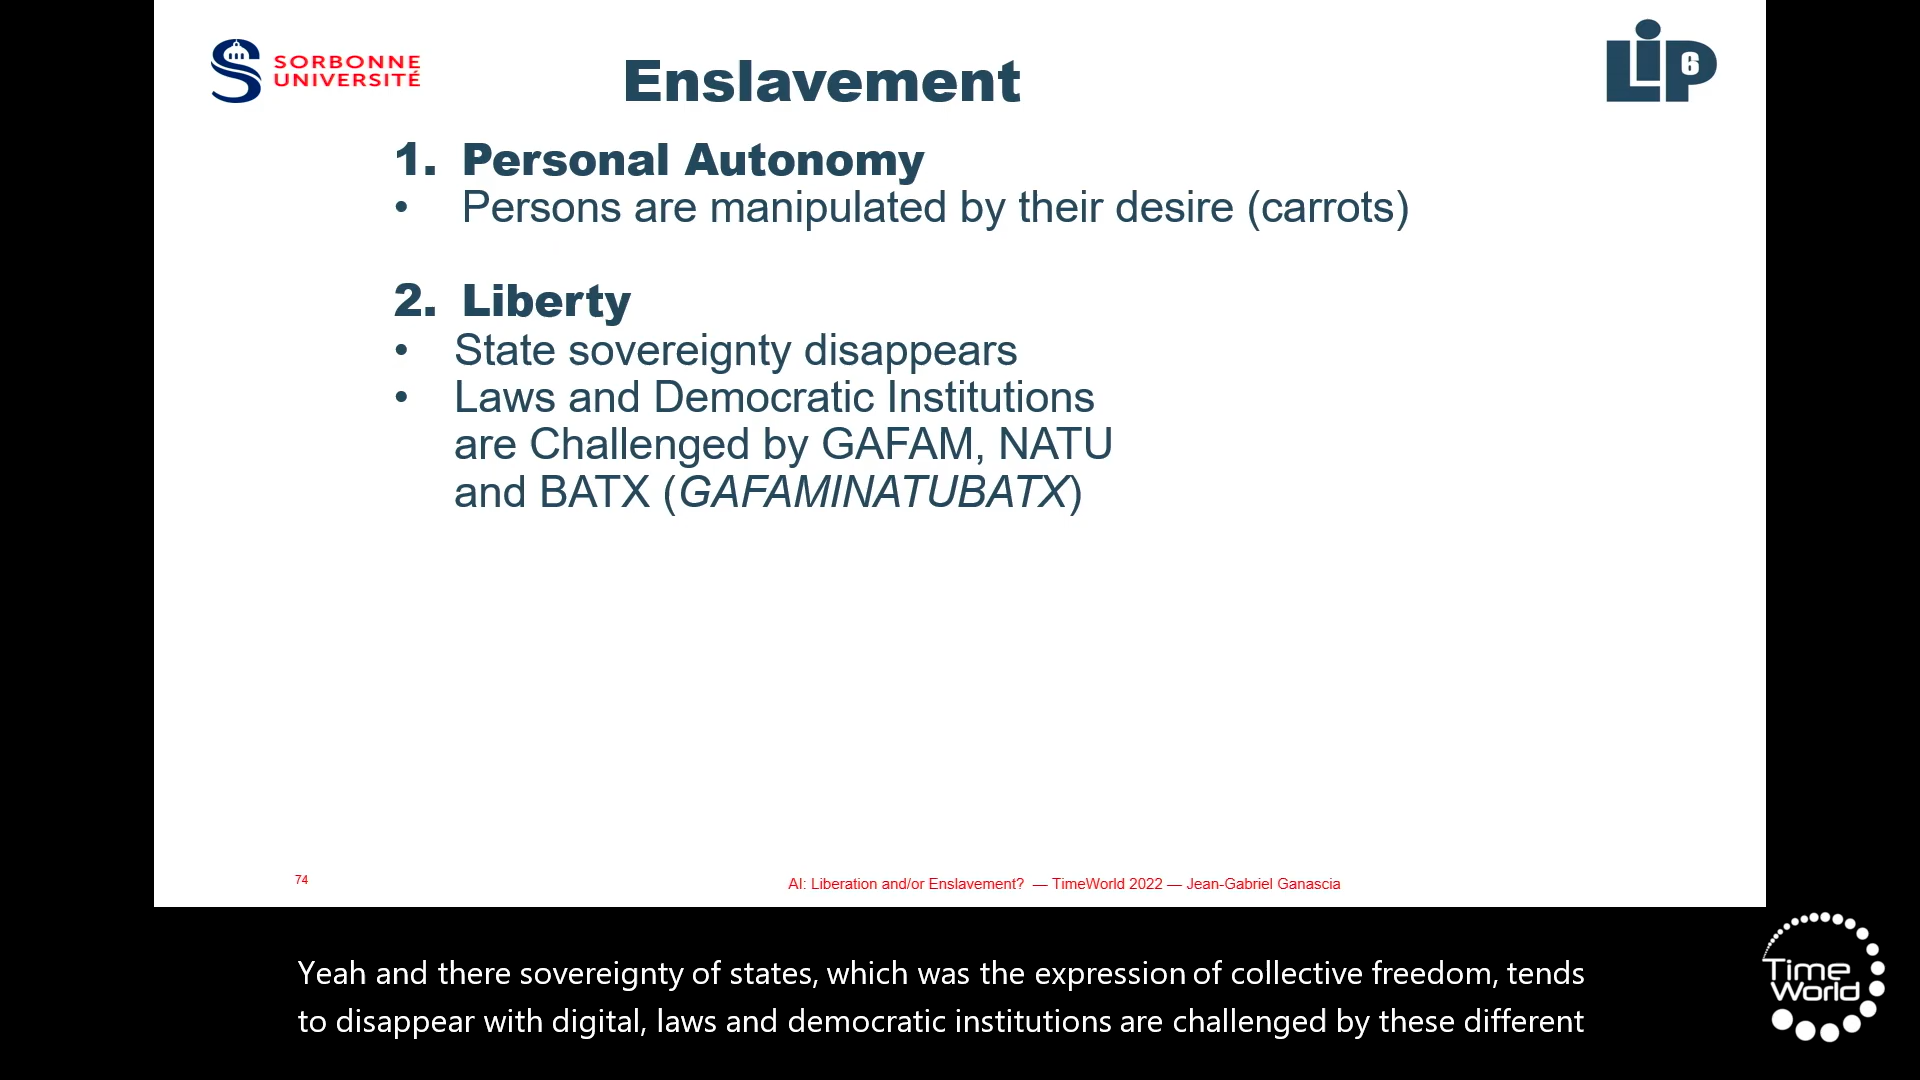 SORBONNE
UNIVERSITÉ
Enslavement
LiP6
1. Personal Autonomy
• Persons are manipulated by their desire (carrots)
2. Liberty
• State sovereignty disappears
• Laws and Democratic Institutions
are Challenged by GAFAM, NATU
and BATX (GAFAMINATUBATX)
74
AI: Liberation and/or Enslavement? — TimeWorld 2022 — Jean-Gabriel Ganascia
Yeah and there sovereignty of states, which was the expression of collective freedom, tends
to disappear with digital, laws and democratic institutions are challenged by these different
Time
World